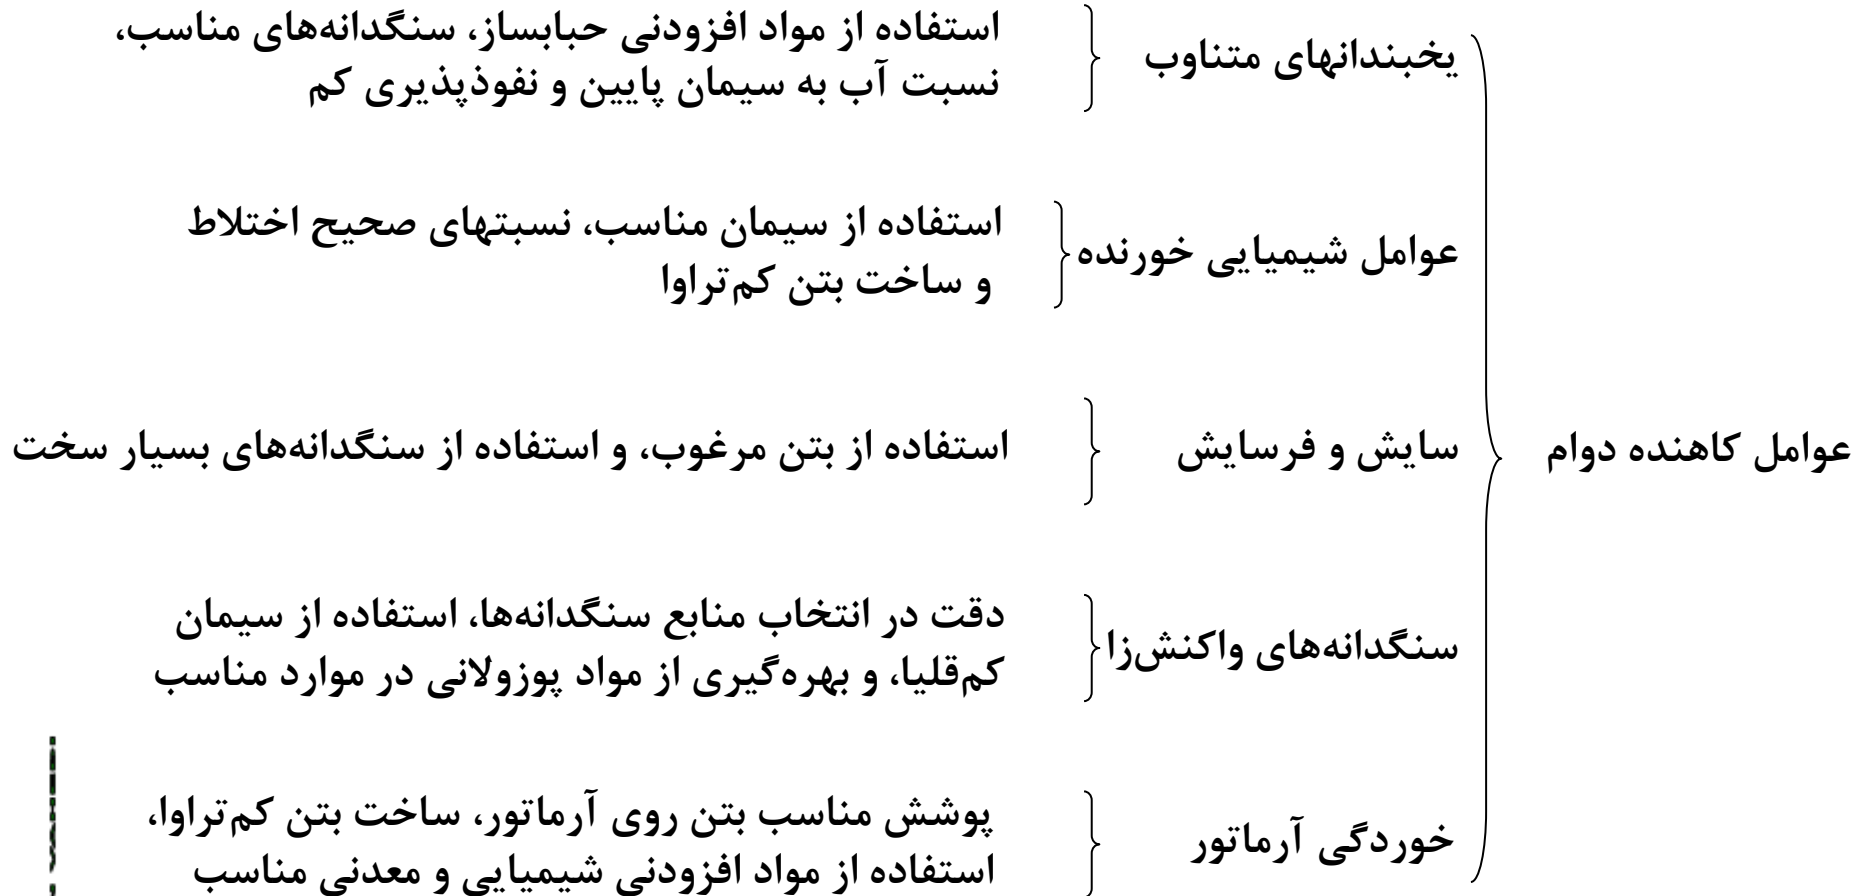 عوامل کاهنده دوام
یخبندانهای متناوب
استفاده از مواد افزودنی حبابساز، سنگدانه‌های مناسب،
نسبت آب به سیمان پایین و نفوذپذیری کم
عوامل شیمیایی خورنده
استفاده از سیمان مناسب، نسبتهای صحیح اختلاط
و ساخت بتن کم‌تراوا
سایش و فرسایش
استفاده از بتن مرغوب، و استفاده از سنگدانه‌های بسیار سخت
سنگدانه‌های واکنش‌زا
دقت در انتخاب منابع سنگدانه‌ها، استفاده از سیمان
کم‌قلیا، و بهره‌گیری از مواد پوزولانی در موارد مناسب
خوردگی آرماتور
پوشش مناسب بتن روی آرماتور، ساخت بتن کم‌تراوا،
استفاده از مواد افزودنی شیمیایی و معدنی مناسب